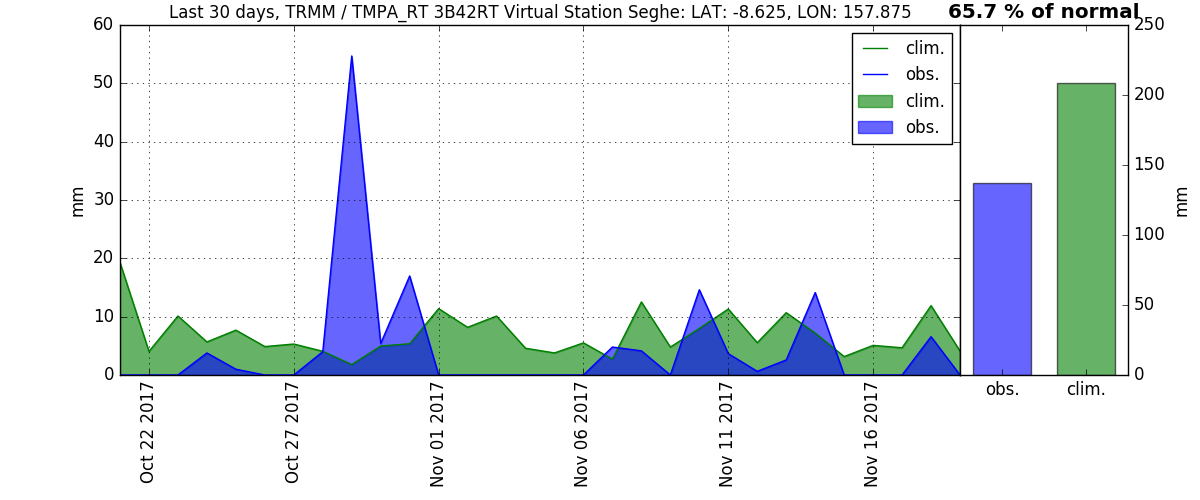 Last 30 days, TRMM / TMPA_RT 3B42RT Virtual Station Seghe: LAT: -8.625, LON: 157.875
65.7 % of normal
60
50
40
30
20
10
0
mm
clim.
obs.
clim.
obs.
250
200
150
100
50
0
mm
Oct 22 2017
Oct 27 2017
Nov 01 2017
Nov 06 2017
Nov 11 2017
Nov 16 2017
obs.
clim.